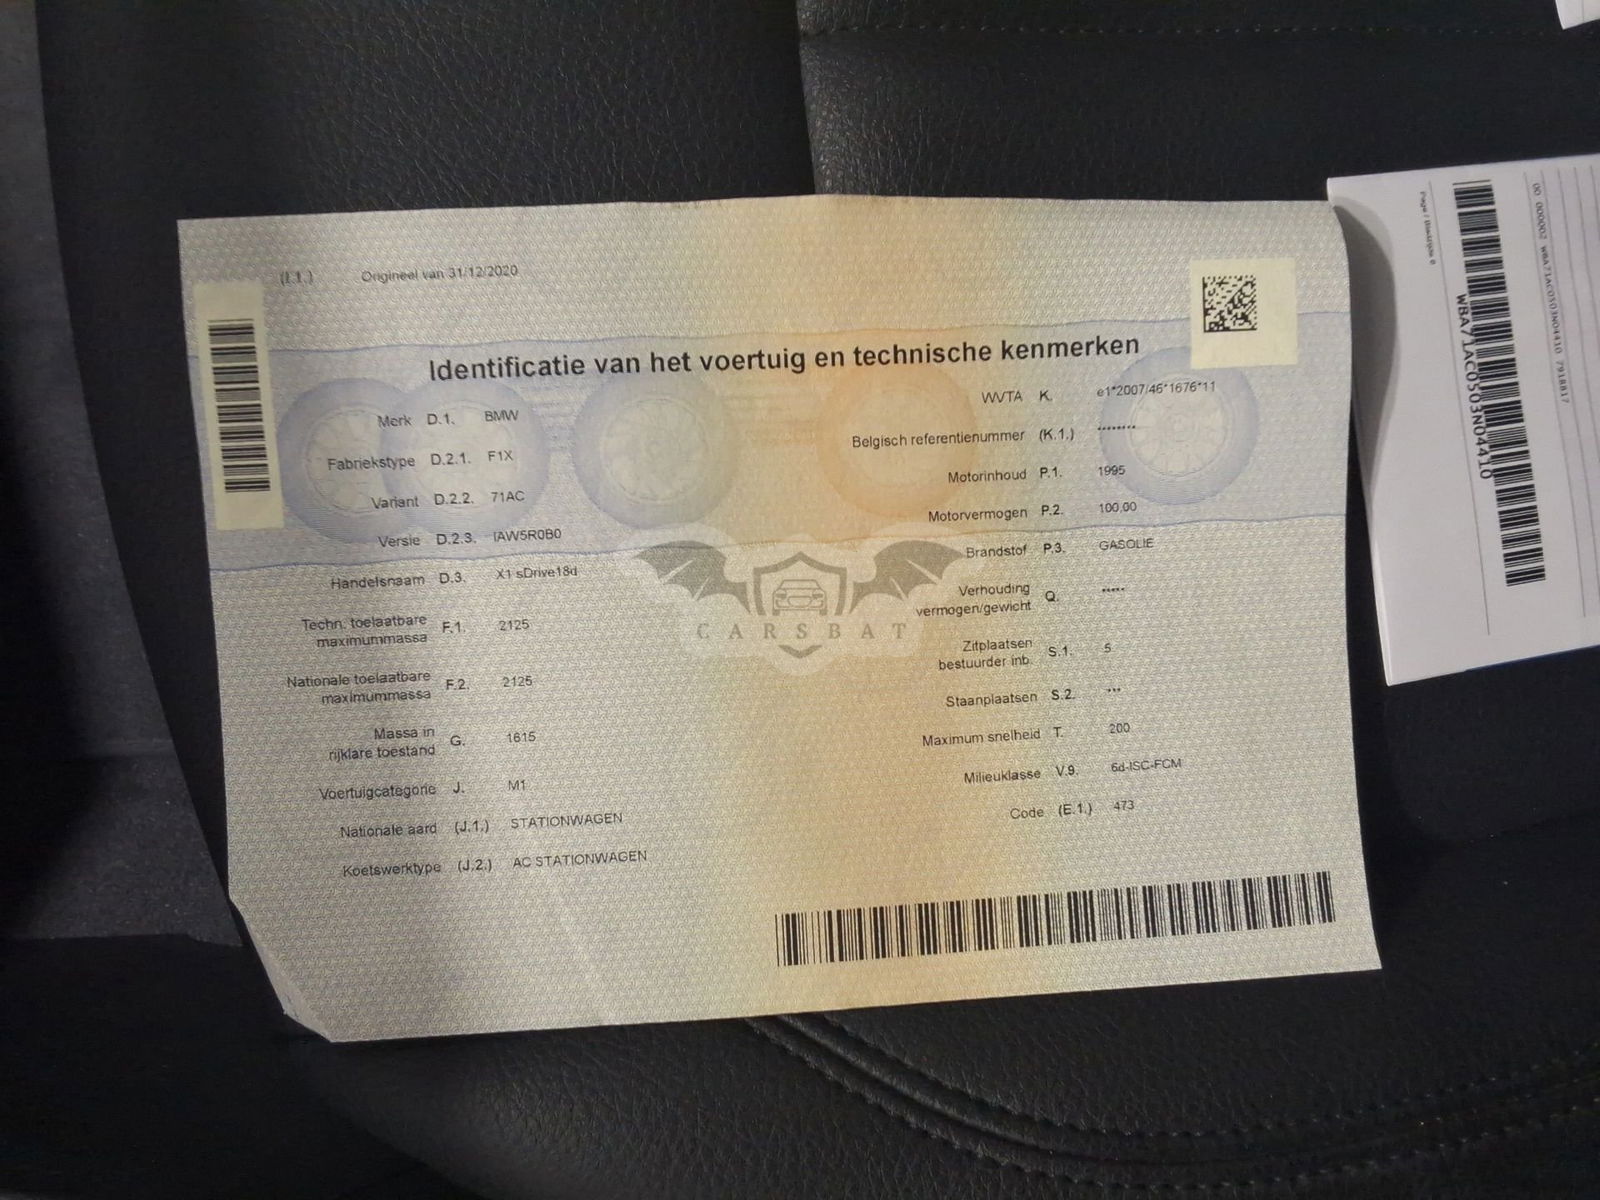 (I.1.) Origineel van 31/12/2020
Identificatie van het voertuig en technische kenmerken
Merk D.1. BMW
Fabriekstype D.2.1. F1X
Variant D.2.2. 71AC
Versie D.2.3. IAW5R0B0
Handelsnaam D.3. X1 sDrive18d
Techn. toelaatbare
maximummassa F.1. 2125
Nationale toelaatbare
maximummassa F.2. 2125
Massa in
rijklare toestand G. 1615
Voertuigcategorie J. M1
Nationale aard (J.1.) STATIONWAGEN
Koetswerktype (J.2.) AC STATIONWAGEN
WVTA K. e1*2007/46*1676*11
Belgisch referentienummer (K.1.) ********
Motorinhoud P.1. 1995
Motorvermogen P.2. 100,00
Brandstof P.3. GASOLIE
Verhouding
vermogen/gewicht Q. *****
Zitplaatsen
bestuurder inb. S.1. 5
Staanplaatsen S.2. ***
Maximum snelheid T. 200
Milieuklasse V.9. 6d-ISC-FCM
Code (E.1.) 473
CARSBAT
00 000002 WBA71AC0503N04410 7918817
WBA71AC0503N04410